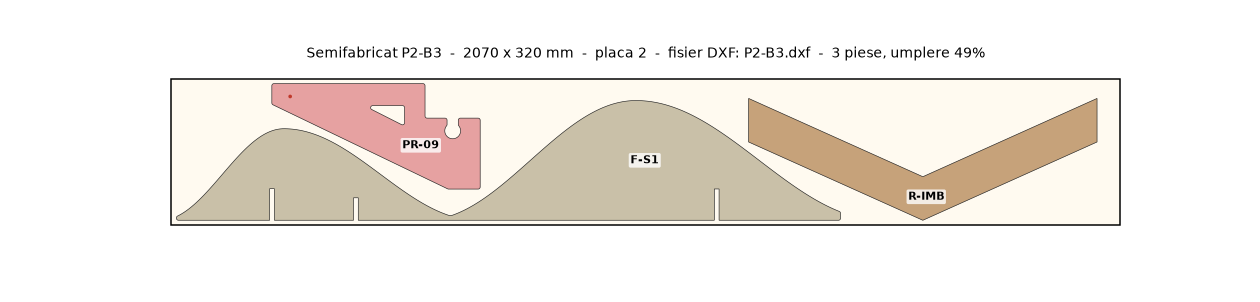 Semifabricat P2-B3 - 2070 x 320 mm - placa 2 - fisier DXF: P2-B3.dxf - 3 piese, umplere 49%
PR-09
F-S1
R-IMB